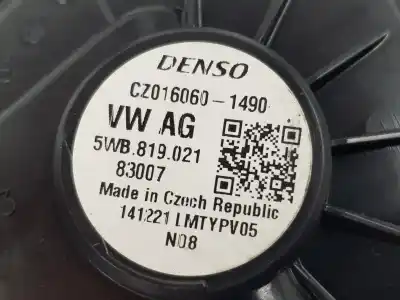 DENSO
CZ016060-1490
VW AG
5WB.819.021
83007
Made in Czech Republic
141221 LMTYPV05
N08